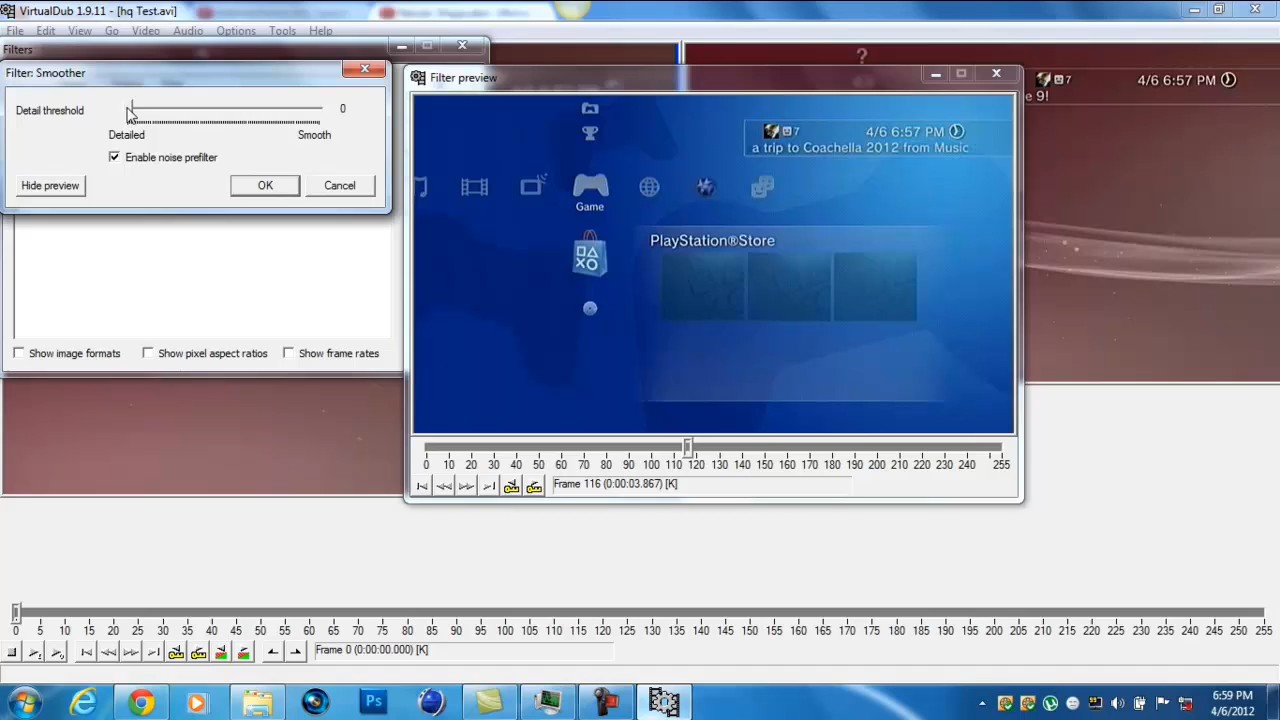 VirtualDub 1.9.11 - [hq Test.avi]
File Edit View Go Video Audio Options Tools Help
Filters
Filter: Smoother
Detail threshold
0
Detailed
Smooth
Enable noise prefilter
Hide preview
OK
Cancel
Show image formats
Show pixel aspect ratios
Show frame rates
Filter preview
7
4/6 6:57 PM
a trip to Coachella 2012 from Music
Game
PlayStation®Store
0 10 20 30 40 50 60 70 80 90 100 110 120 130 140 150 160 170 180 190 200 210 220 230 240 255
Frame 116 (0:00:03.867) [K]
?
7
4/6 6:57 PM
e 9!
0 5 10 15 20 25 30 35 40 45 50 55 60 65 70 75 80 85 90 95 100 105 110 115 120 125 130 135 140 145 150 155 160 165 170 175 180 185 190 195 200 205 210 215 220 225 230 235 240 245 250 255
Frame 0 (0:00:00.000) [K]
Ps
6:59 PM
4/6/2012